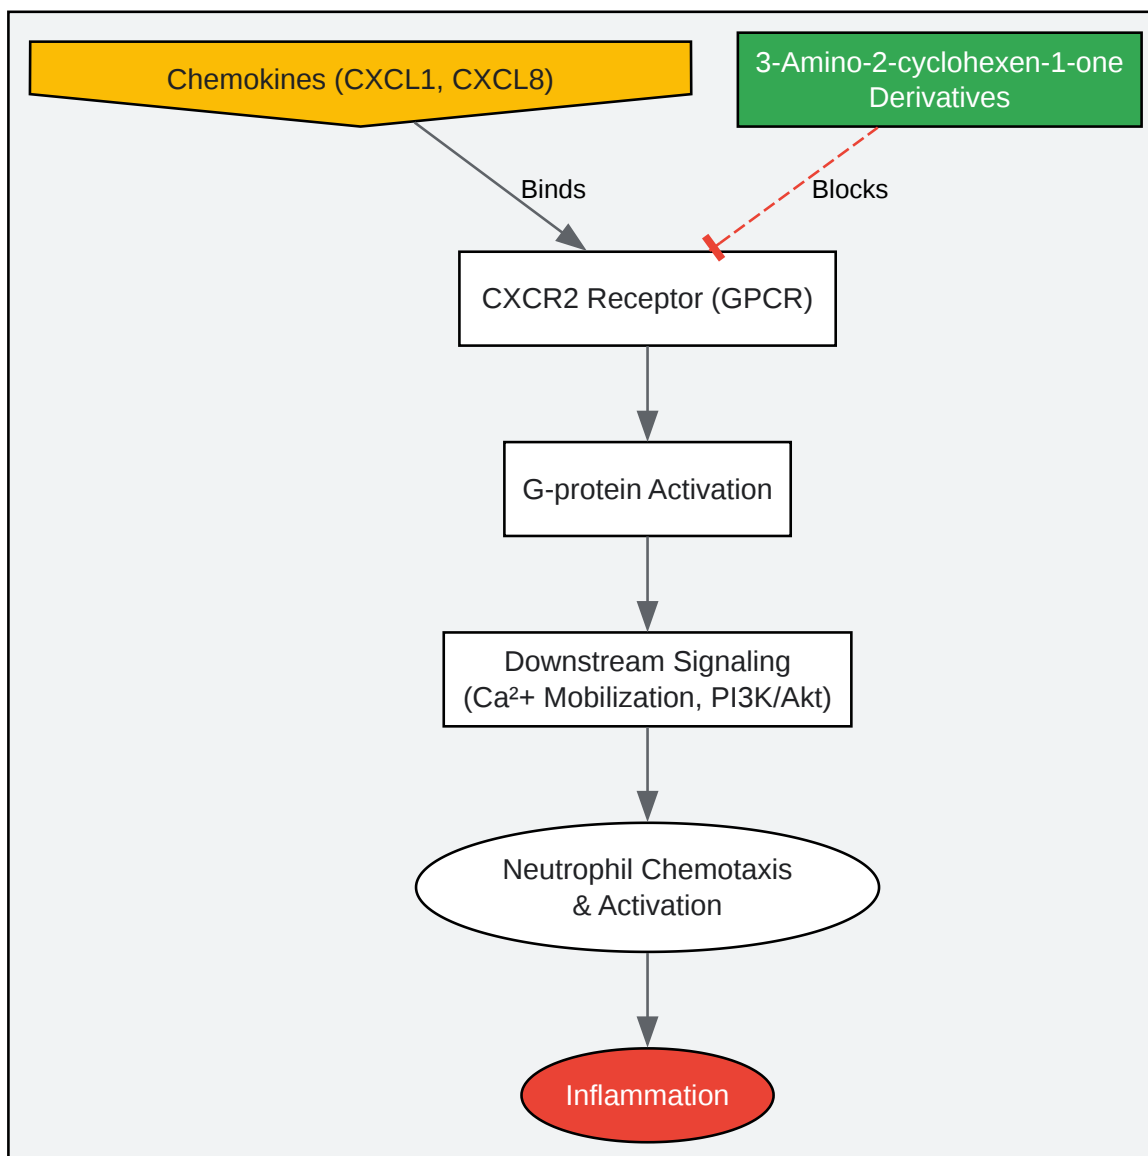 Chemokines (CXCL1, CXCL8)
3-Amino-2-cyclohexen-1-one
Derivatives
Binds
Blocks
CXCR2 Receptor (GPCR)
G-protein Activation
Downstream Signaling
(Ca²+ Mobilization, PI3K/Akt)
Neutrophil Chemotaxis
& Activation
Inflammation